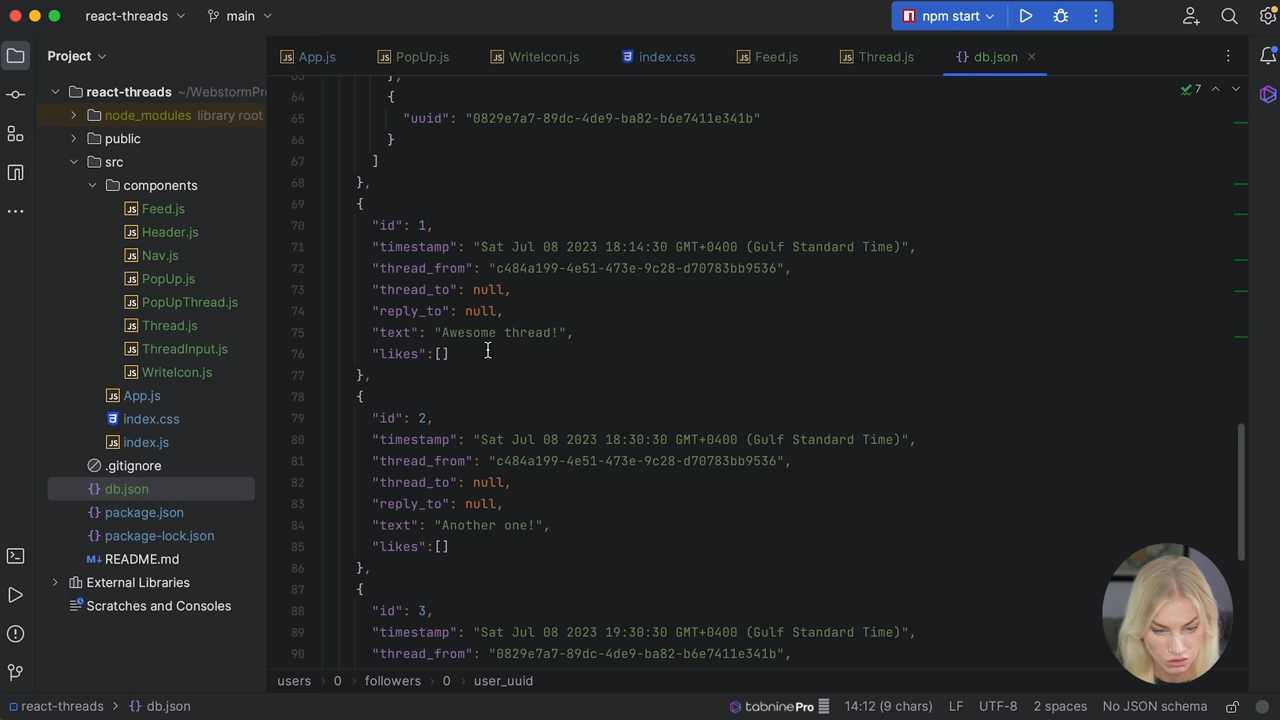 react-threads
main
npm start
Project
App.js
PopUp.js
WriteIcon.js
index.css
Feed.js
Thread.js
{} db.json
react-threads ~/WebstormPr
node_modules library root
public
src
components
Feed.js
Header.js
Nav.js
PopUp.js
PopUpThread.js
Thread.js
ThreadInput.js
WriteIcon.js
App.js
index.css
index.js
.gitignore
{} db.json
{} package.json
{} package-lock.json
M↓ README.md
External Libraries
Scratches and Consoles
7
},
64 {
65 "uuid": "0829e7a7-89dc-4de9-ba82-b6e7411e341b"
66 }
67 ]
68 },
69 {
70 "id": 1,
71 "timestamp": "Sat Jul 08 2023 18:14:30 GMT+0400 (Gulf Standard Time)",
72 "thread_from": "c484a199-4e51-473e-9c28-d70783bb9536",
73 "thread_to": null,
74 "reply_to": null,
75 "text": "Awesome thread!",
76 "likes":[]
77 },
78 {
79 "id": 2,
80 "timestamp": "Sat Jul 08 2023 18:30:30 GMT+0400 (Gulf Standard Time)",
81 "thread_from": "c484a199-4e51-473e-9c28-d70783bb9536",
82 "thread_to": null,
83 "reply_to": null,
84 "text": "Another one!",
85 "likes":[]
86 },
87 {
88 "id": 3,
89 "timestamp": "Sat Jul 08 2023 19:30:30 GMT+0400 (Gulf Standard Time)",
90 "thread_from": "0829e7a7-89dc-4de9-ba82-b6e7411e341b",
users > 0 > followers > 0 > user_uuid
react-threads > {} db.json
tabnine Pro
14:12 (9 chars)
LF
UTF-8
2 spaces
No JSON schema